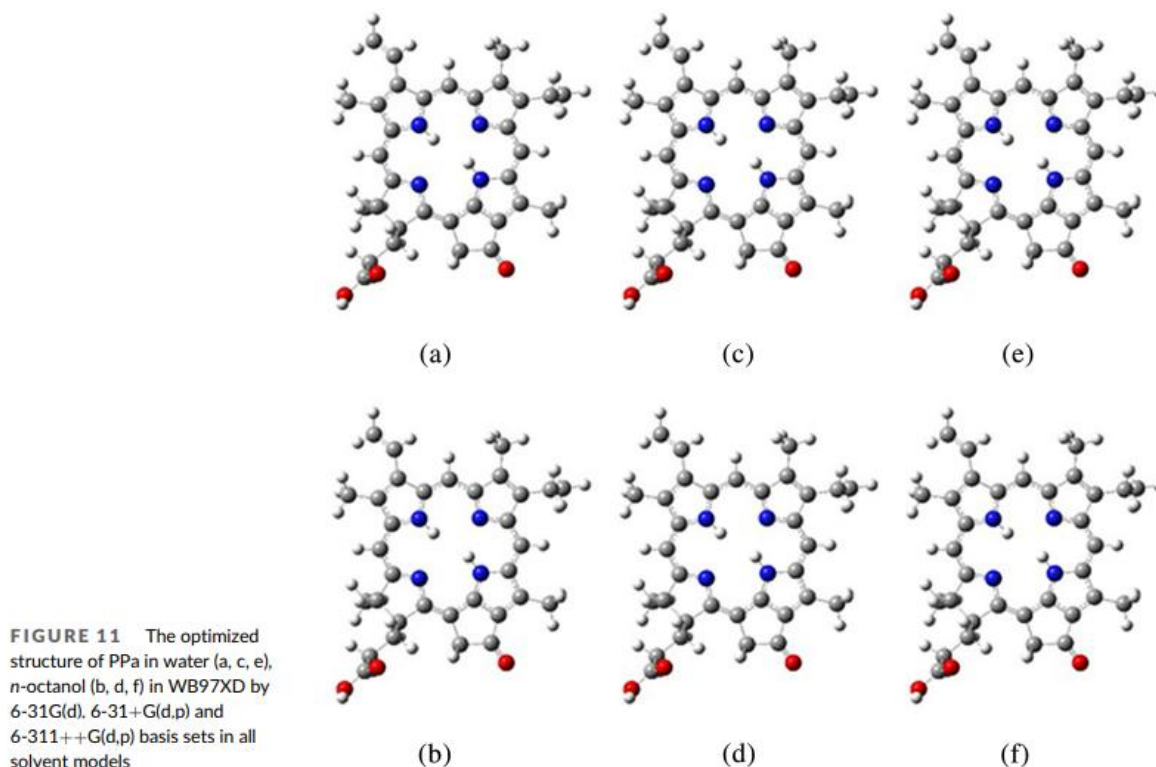 (a)
(c)
(e)
FIGURE 11 The optimized
structure of PPa in water (a, c, e),
n-octanol (b, d, f) in WB97XD by
6-31G(d), 6-31+G(d,p) and
6-311++G(d,p) basis sets in all
solvent models
(b)
(d)
(f)